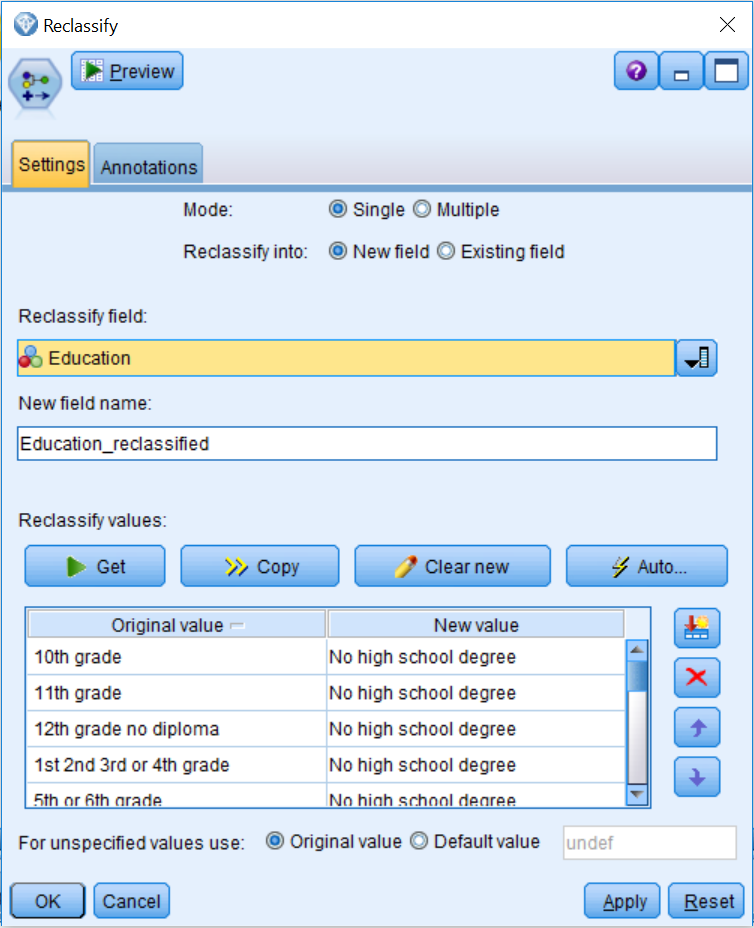 Reclassify
Preview
Settings Annotations
Mode: Single Multiple
Reclassify into: New field Existing field
Reclassify field:
Education
New field name:
Education_reclassified
Reclassify values:
Get Copy Clear new Auto...
Original value New value
10th grade No high school degree
11th grade No high school degree
12th grade no diploma No high school degree
1st 2nd 3rd or 4th grade No high school degree
5th or 6th grade No high school degree
For unspecified values use: Original value Default value undef
OK Cancel Apply Reset